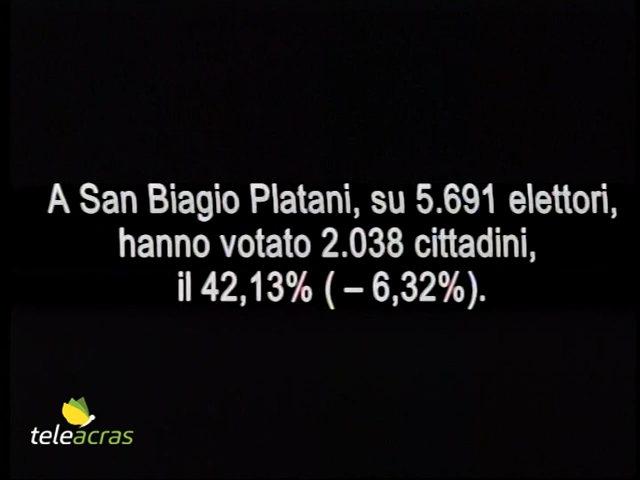 A San Biagio Platani, su 5.691 elettori,
hanno votato 2.038 cittadini,
il 42,13% ( – 6,32%).
teleacras